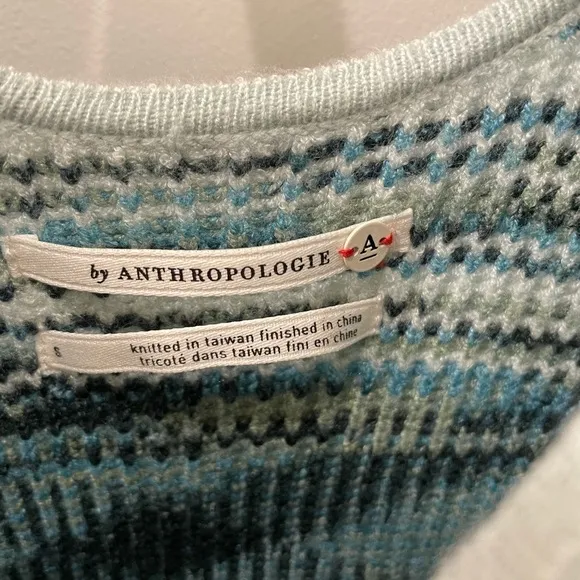 by ANTHROPOLOGIE
A
S
knitted in taiwan finished in china
tricoté dans taiwan fini en chine